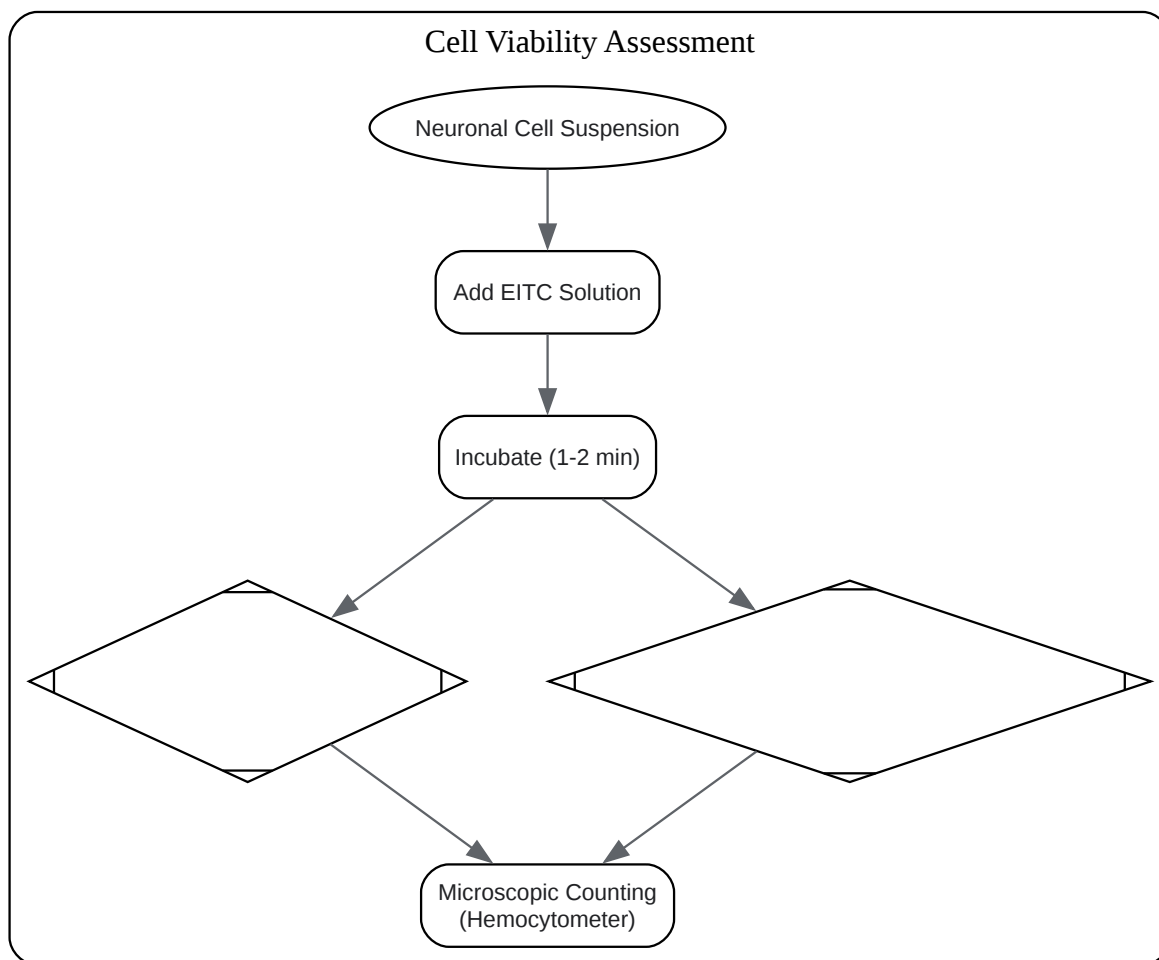 Cell Viability Assessment
Neuronal Cell Suspension
Add EITC Solution
Incubate (1-2 min)
Microscopic Counting
(Hemocytometer)